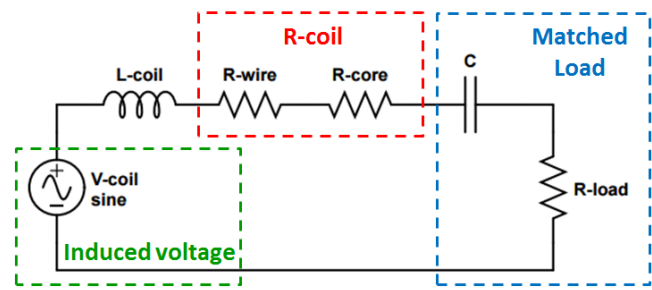 R-coil
Matched
Load
L-coil
R-wire
R-core
C
V-coil
sine
R-load
Induced voltage